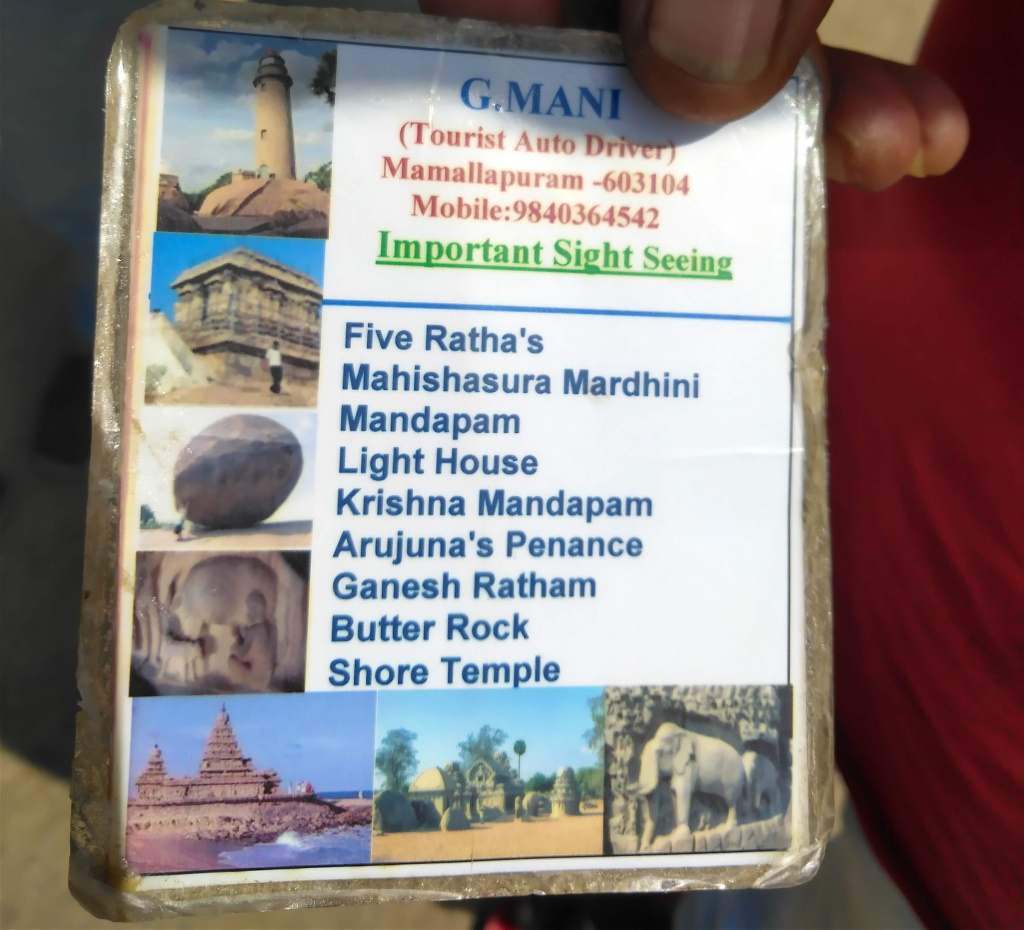 G.MANI
(Tourist Auto Driver)
Mamallapuram -603104
Mobile:9840364542
Important Sight Seeing
Five Ratha's
Mahishasura Mardhini
Mandapam
Light House
Krishna Mandapam
Arujuna's Penance
Ganesh Ratham
Butter Rock
Shore Temple